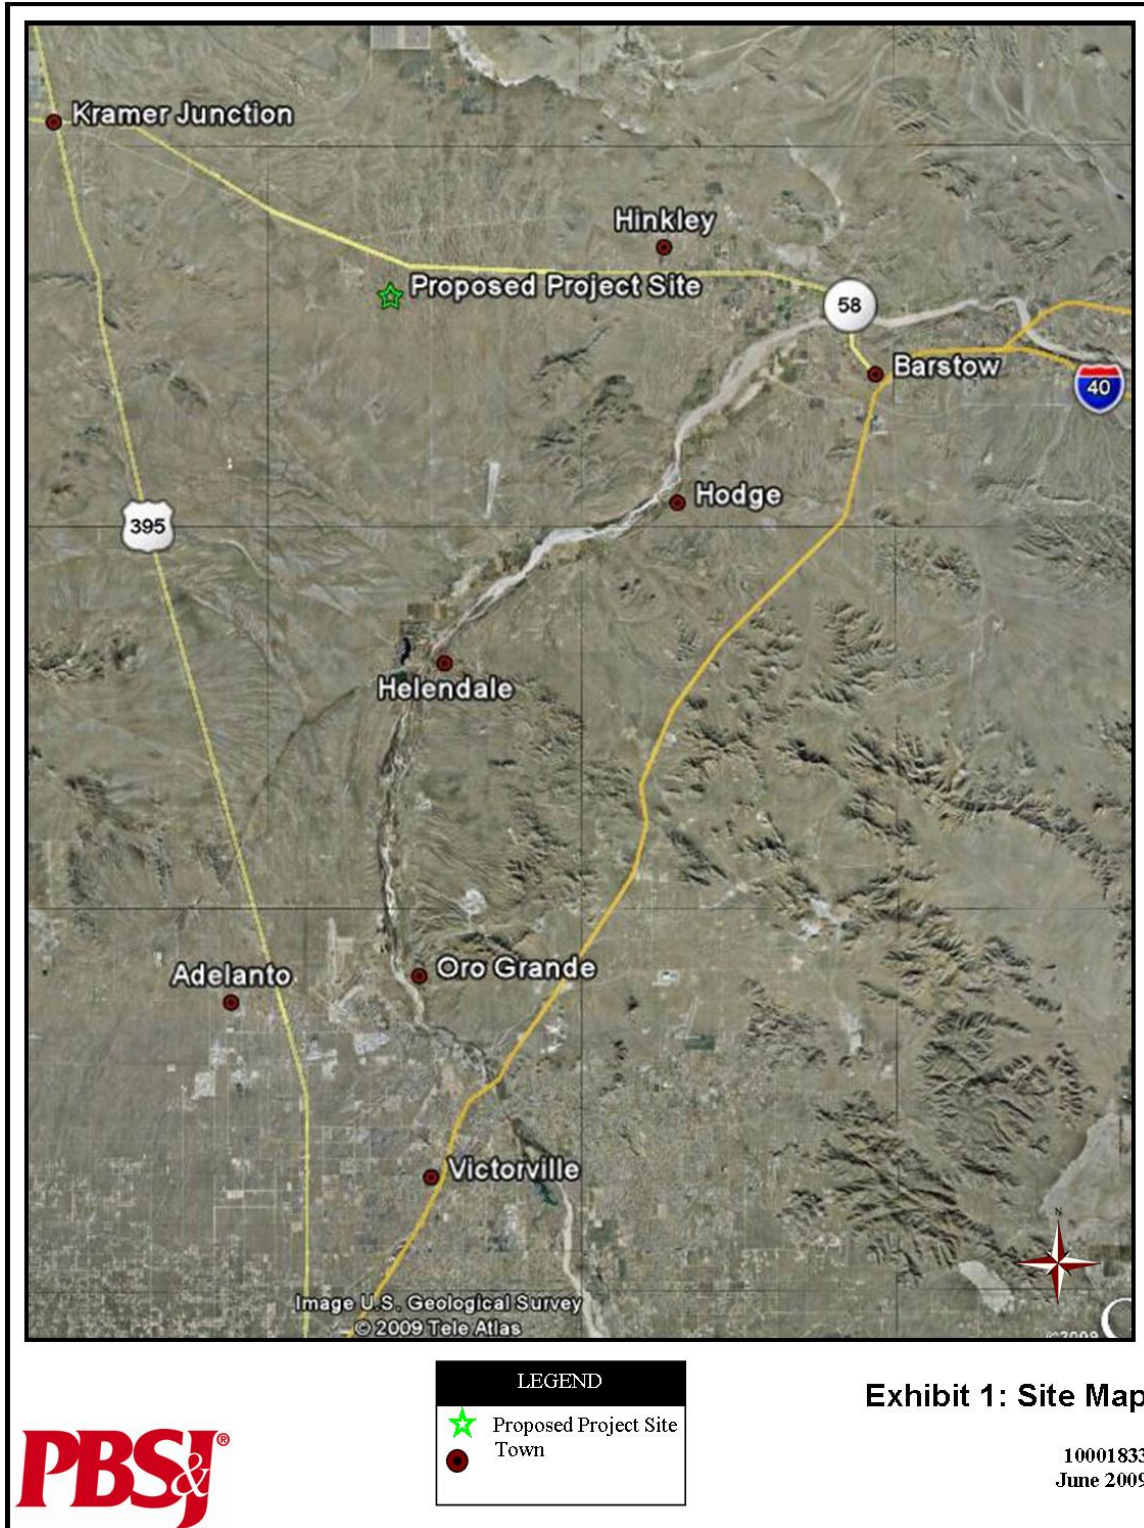 Kramer Junction
Hinkley
Proposed Project Site
58
Barstow
40
Hodge
395
Helendale
Adelanto
Oro Grande
Victorville
N
Image U.S. Geological Survey
© 2009 Tele Atlas
©2009
LEGEND
Proposed Project Site
Town
Exhibit 1: Site Map
PBS&J®
10001833
June 2009